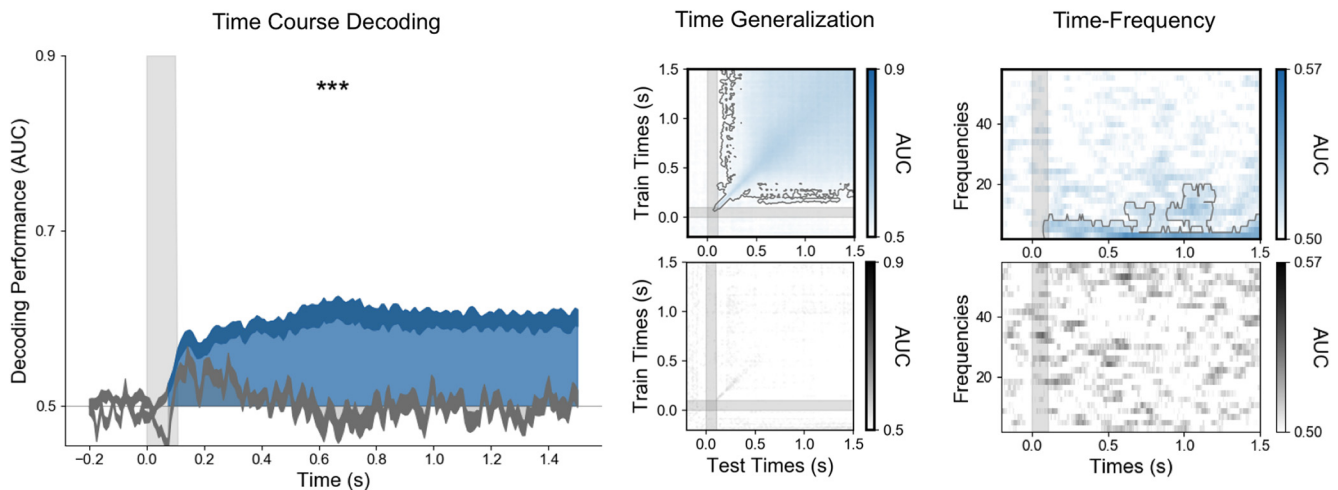 Time Course Decoding
0.9
0.7
0.5
Decoding Performance (AUC)
***
−0.2 0.0 0.2 0.4 0.6 0.8 1.0 1.2 1.4
Time (s)
Time Generalization
1.5
1.0
0.5
0.0
Train Times (s)
0.0 0.5 1.0 1.5
0.9
AUC
0.5
1.5
1.0
0.5
0.0
Train Times (s)
0.0 0.5 1.0 1.5
Test Times (s)
0.9
AUC
0.5
Time-Frequency
40
20
Frequencies
0.0 0.5 1.0 1.5
0.57
AUC
0.50
40
20
Frequencies
0.0 0.5 1.0 1.5
Times (s)
0.57
AUC
0.50